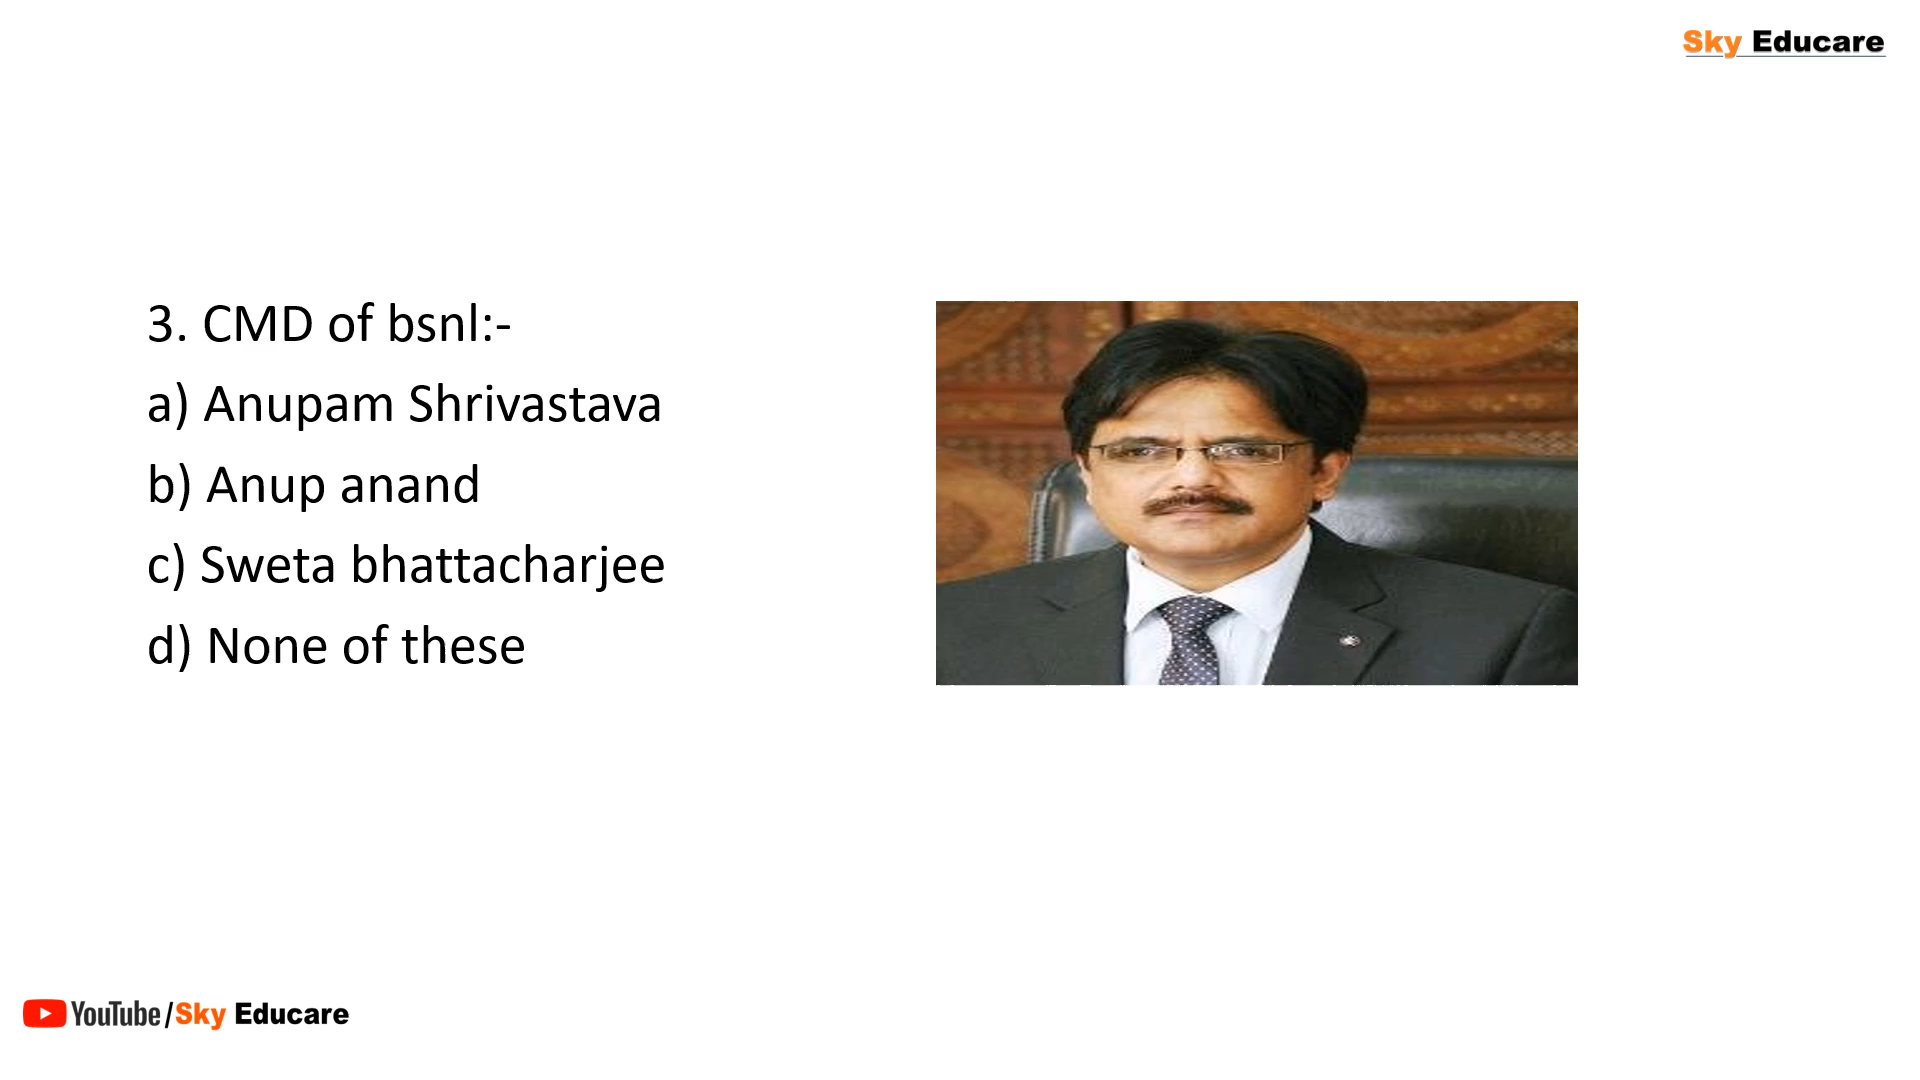 Sky Educare
3. CMD of bsnl:-
a) Anupam Shrivastava
b) Anup anand
c) Sweta bhattacharjee
d) None of these
YouTube/Sky Educare